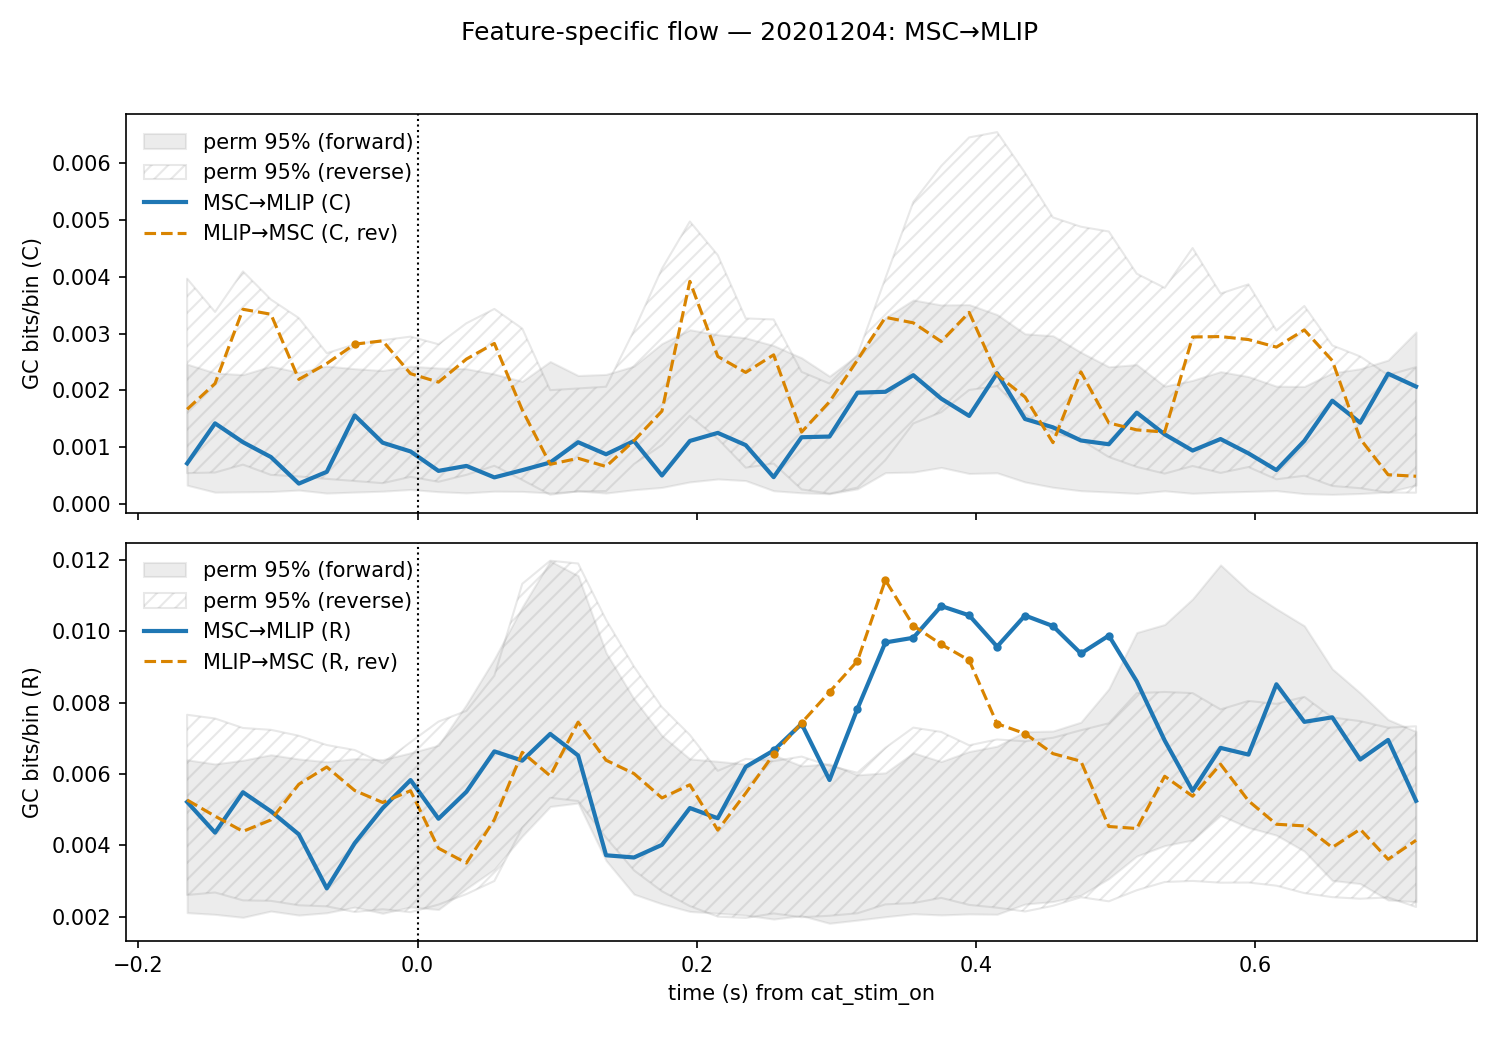 Feature-specific flow — 20201204: MSC→MLIP
perm 95% (forward)
perm 95% (reverse)
MSC→MLIP (C)
MLIP→MSC (C, rev)
GC bits/bin (C)
0.006
0.005
0.004
0.003
0.002
0.001
0.000
perm 95% (forward)
perm 95% (reverse)
MSC→MLIP (R)
MLIP→MSC (R, rev)
GC bits/bin (R)
0.012
0.010
0.008
0.006
0.004
0.002
−0.2 0.0 0.2 0.4 0.6
time (s) from cat_stim_on